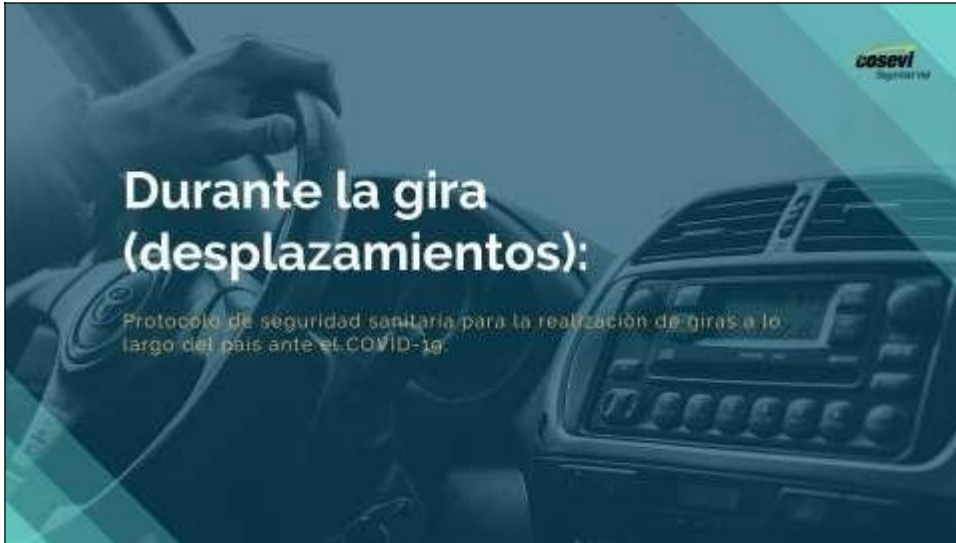 cosevi
Seguridad Vial
Durante la gira
(desplazamientos):
Protocolo de seguridad sanitaria para la realización de giras a lo
largo del país ante el COVID-19.